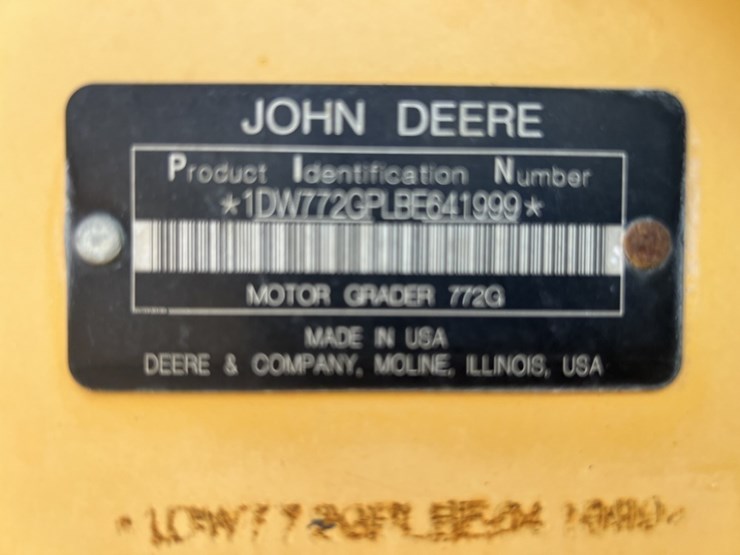 JOHN DEERE
Product Identification Number
*1DW772GPLBE641999*
MOTOR GRADER 772G
MADE IN USA
DEERE & COMPANY, MOLINE, ILLINOIS, USA